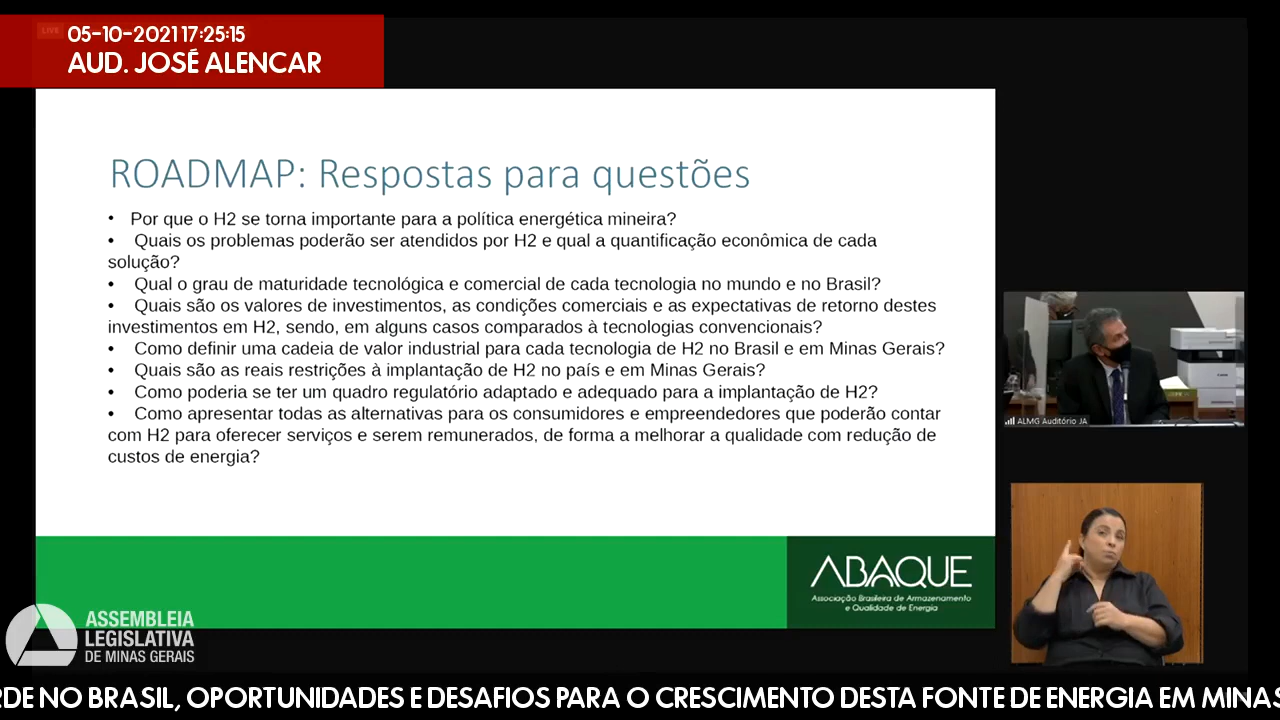 LIVE
05-10-2021 17:25:15
AUD. JOSÉ ALENCAR
ROADMAP: Respostas para questões
• Por que o H2 se torna importante para a política energética mineira?
• Quais os problemas poderão ser atendidos por H2 e qual a quantificação econômica de cada
solução?
• Qual o grau de maturidade tecnológica e comercial de cada tecnologia no mundo e no Brasil?
• Quais são os valores de investimentos, as condições comerciais e as expectativas de retorno destes
investimentos em H2, sendo, em alguns casos comparados à tecnologias convencionais?
• Como definir uma cadeia de valor industrial para cada tecnologia de H2 no Brasil e em Minas Gerais?
• Quais são as reais restrições à implantação de H2 no país e em Minas Gerais?
• Como poderia se ter um quadro regulatório adaptado e adequado para a implantação de H2?
• Como apresentar todas as alternativas para os consumidores e empreendedores que poderão contar
com H2 para oferecer serviços e serem remunerados, de forma a melhorar a qualidade com redução de
custos de energia?
ALMG Auditório JA
ABAQUE
Associação Brasileira de Armazenamento
e Qualidade de Energia
ASSEMBLEIA
LEGISLATIVA
DE MINAS GERAIS
RDE NO BRASIL, OPORTUNIDADES E DESAFIOS PARA O CRESCIMENTO DESTA FONTE DE ENERGIA EM MINAS